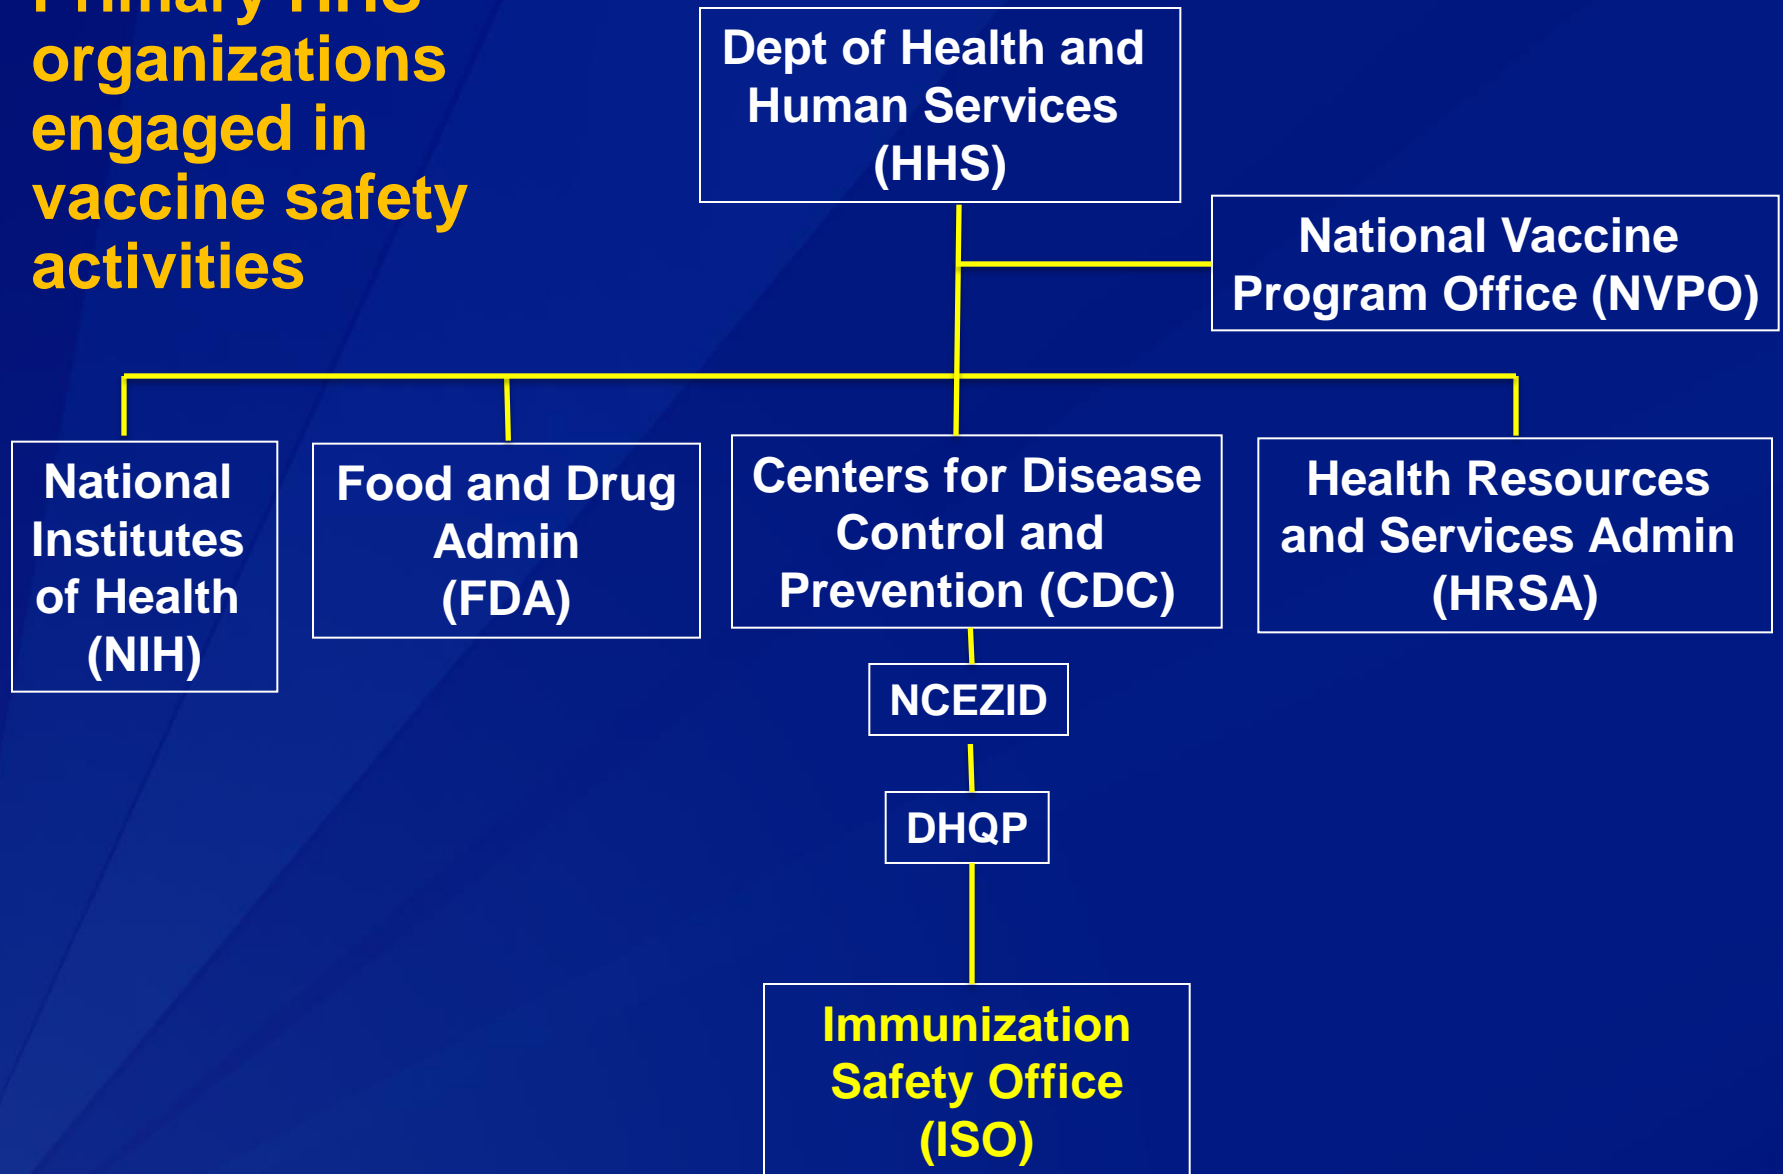 Primary HHS
organizations
engaged in
vaccine safety
activities
Dept of Health and
Human Services
(HHS)
National Vaccine
Program Office (NVPO)
National
Institutes
of Health
(NIH)
Food and Drug
Admin
(FDA)
Centers for Disease
Control and
Prevention (CDC)
Health Resources
and Services Admin
(HRSA)
NCEZID
DHQP
Immunization
Safety Office
(ISO)